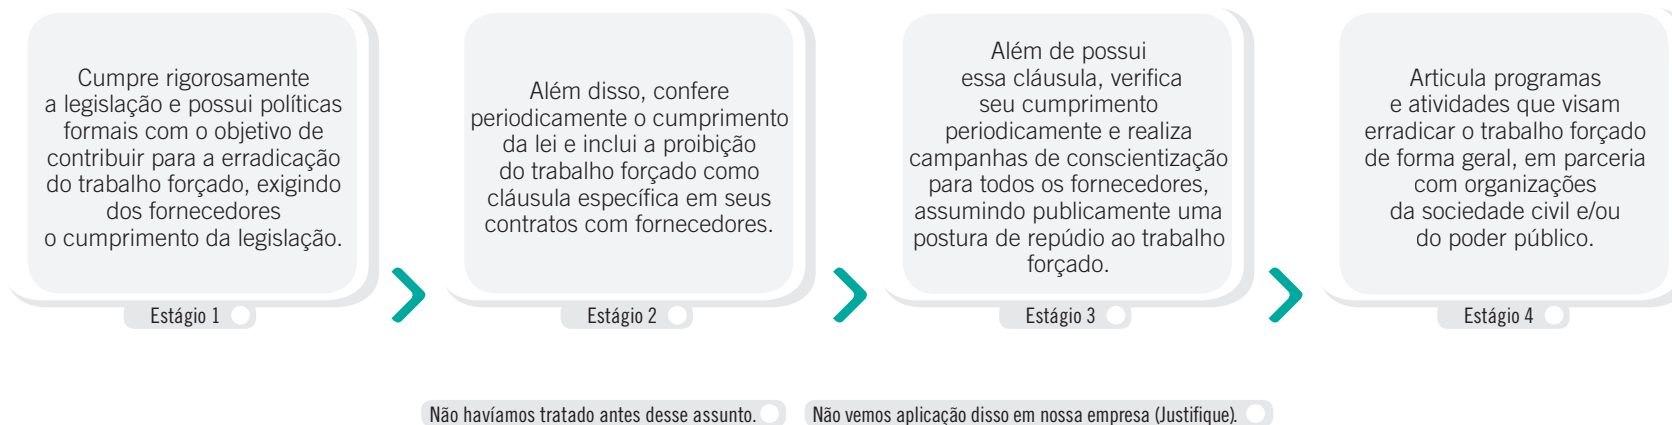 Cumpre rigorosamente
a legislação e possui políticas
formais com o objetivo de
contribuir para a erradicação
do trabalho forçado, exigindo
dos fornecedores
o cumprimento da legislação.
Estágio 1
Além disso, confere
periodicamente o cumprimento
da lei e inclui a proibição
do trabalho forçado como
cláusula específica em seus
contratos com fornecedores.
Estágio 2
Além de possui
essa cláusula, verifica
seu cumprimento
periodicamente e realiza
campanhas de conscientização
para todos os fornecedores,
assumindo publicamente uma
postura de repúdio ao trabalho
forçado.
Estágio 3
Articula programas
e atividades que visam
erradicar o trabalho forçado
de forma geral, em parceria
com organizações
da sociedade civil e/ou
do poder público.
Estágio 4
Não havíamos tratado antes desse assunto.
Não vemos aplicação disso em nossa empresa (Justifique).